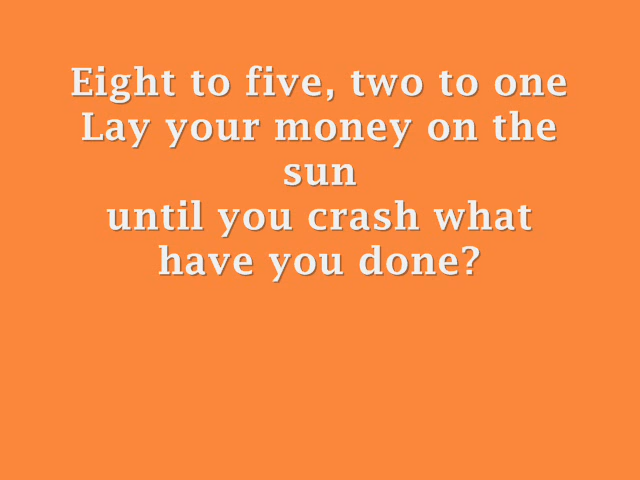 Eight to five, two to one
Lay your money on the
sun
until you crash what
have you done?